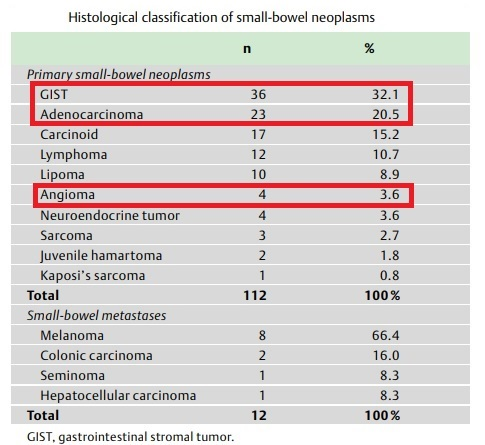 Histological classification of small-bowel neoplasms
n %
Primary small-bowel neoplasms
GIST 36 32.1
Adenocarcinoma 23 20.5
Carcinoid 17 15.2
Lymphoma 12 10.7
Lipoma 10 8.9
Angioma 4 3.6
Neuroendocrine tumor 4 3.6
Sarcoma 3 2.7
Juvenile hamartoma 2 1.8
Kaposi's sarcoma 1 0.8
Total 112 100%
Small-bowel metastases
Melanoma 8 66.4
Colonic carcinoma 2 16.0
Seminoma 1 8.3
Hepatocellular carcinoma 1 8.3
Total 12 100%
GIST, gastrointestinal stromal tumor.